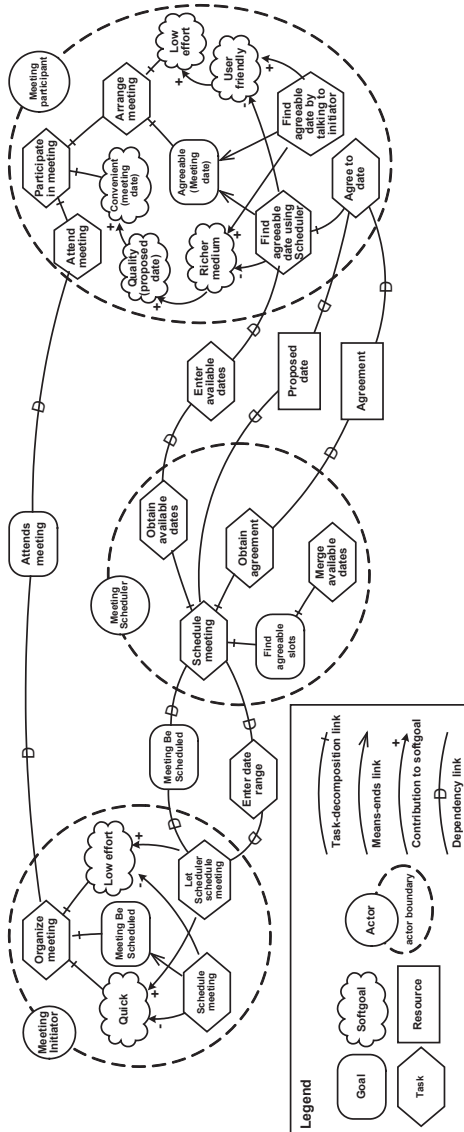 Meeting
Initiator
Organize
meeting
Quick
Meeting Be
Scheduled
Low effort
Schedule
meeting
Let
Scheduler
schedule
meeting
+
-
-
+
D
Attends
meeting
D
D
Meeting Be
Scheduled
D
D
Enter date
range
D
Meeting
Scheduler
Schedule
meeting
Obtain
available
dates
Obtain
agreement
Find
agreeable
slots
Merge
available
dates
D
Enter
available
dates
D
D
Proposed
date
D
D
Agreement
D
Meeting
participant
Participate
in meeting
Attend
meeting
Arrange
meeting
Convenient
(meeting
date)
Quality
(proposed
date)
Low
effort
Agreeable
(Meeting
date)
User
friendly
Richer
medium
Find
agreeable
date using
Scheduler
Find
agreeable
date by
talking to
initiator
Agree to
date
+
+
+
-
+
-
+
Legend
Goal
Softgoal
Task
Resource
Actor
actor boundary
Task-decomposition link
Means-ends link
+
Contribution to softgoal
D
Dependency link